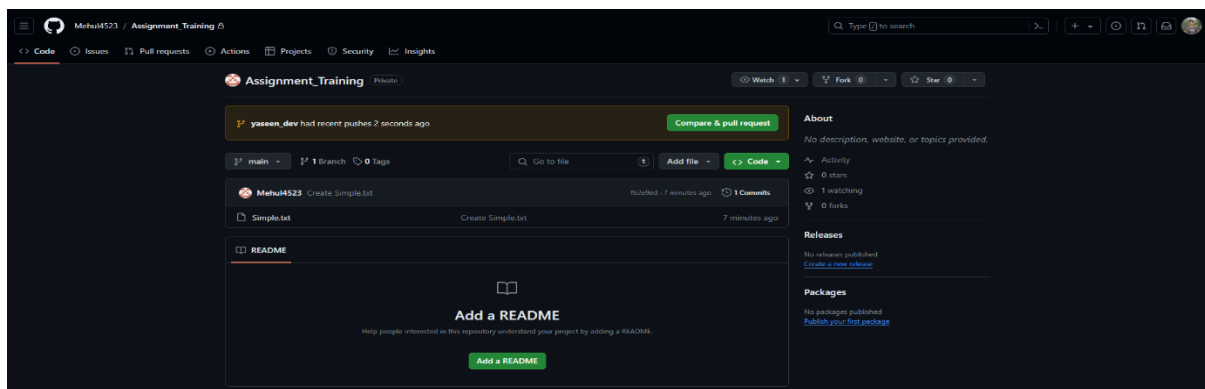 Mehul4523 / Assignment_Training
Type / to search
Code Issues Pull requests Actions Projects Security Insights
Assignment_Training Private
Watch 1 Fork 0 Star 0
yaseen_dev had recent pushes 2 seconds ago Compare & pull request
About
No description, website, or topics provided.
main 1 Branch 0 Tags Go to file t Add file Code
Activity
0 stars
Mehul4523 Create Simple.txt 7 minutes ago 1 Commits
1 watching
0 forks
Simple.txt Create Simple.txt 7 minutes ago
Releases
README
No releases published
Create a new release
Packages
Add a README
No packages published
Publish your first package
Help people interested in this repository understand your project by adding a README.
Add a README